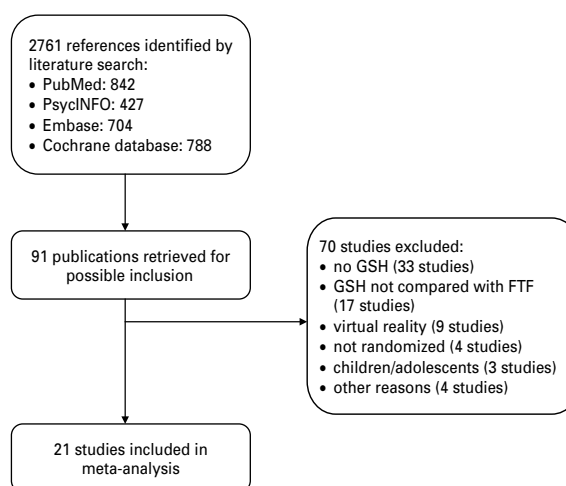 2761 references identified by
literature search:
• PubMed: 842
• PsycINFO: 427
• Embase: 704
• Cochrane database: 788
91 publications retrieved for
possible inclusion
70 studies excluded:
• no GSH (33 studies)
• GSH not compared with FTF
(17 studies)
• virtual reality (9 studies)
• not randomized (4 studies)
• children/adolescents (3 studies)
• other reasons (4 studies)
21 studies included in
meta-analysis